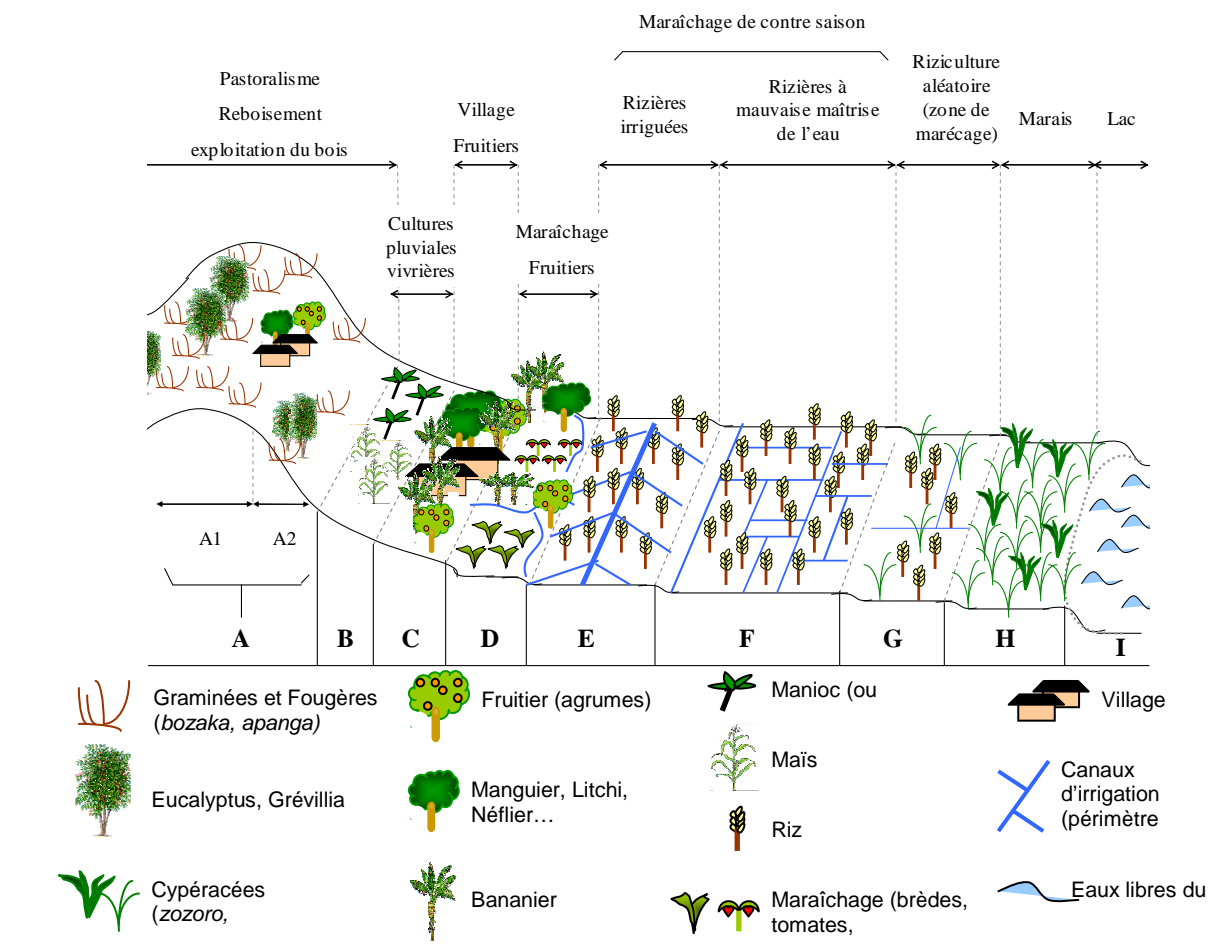 Maraîchage de contre saison
Pastoralisme
Reboisement
exploitation du bois
Village
Fruitiers
Rizières
irriguées
Rizières à
mauvaise maîtrise
de l'eau
Riziculture
aléatoire
(zone de
marécage)
Marais
Lac
Cultures
pluviales
vivrières
Maraîchage
Fruitiers
A1
A2
A
B
C
D
E
F
G
H
I
Graminées et Fougères
(bozaka, apanga)
Eucalyptus, Grévillia
Cypéracées
(zozoro,
Fruitier (agrumes)
Manguier, Litchi,
Néflier…
Bananier
Manioc (ou
Maïs
Riz
Maraîchage (brèdes,
tomates,
Village
Canaux
d'irrigation
(périmètre
Eaux libres du